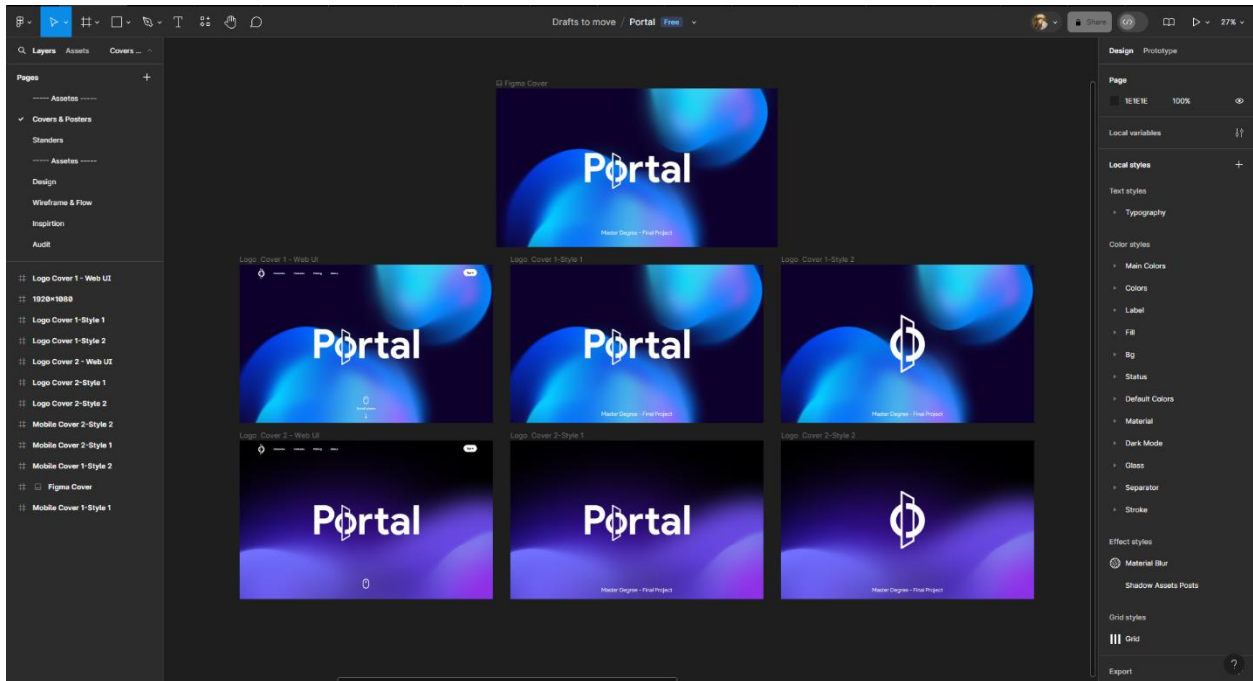 Drafts to move / Portal Free
Share
27%
Layers Assets Covers ...
Pages
----- Assetes -----
Covers & Posters
Standers
----- Assetes -----
Design
Wireframe & Flow
Inspirtion
Audit
Logo Cover 1 - Web UI
1920×1080
Logo Cover 1-Style 1
Logo Cover 1-Style 2
Logo Cover 2 - Web UI
Logo Cover 2-Style 1
Logo Cover 2-Style 2
Mobile Cover 2-Style 2
Mobile Cover 2-Style 1
Mobile Cover 1-Style 2
Figma Cover
Mobile Cover 1-Style 1
Figma Cover
Portal
Master Degree - Final Project
Logo Cover 1 - Web UI
Portal
Logo Cover 1-Style 1
Portal
Master Degree - Final Project
Logo Cover 1-Style 2
Master Degree - Final Project
Logo Cover 2 - Web UI
Portal
Logo Cover 2-Style 1
Portal
Master Degree - Final Project
Logo Cover 2-Style 2
Master Degree - Final Project
Design Prototype
Page
1E1E1E 100%
Local variables
Local styles
Text styles
Typography
Color styles
Main Colors
Colors
Label
Fill
Bg
Status
Default Colors
Material
Dark Mode
Glass
Separator
Stroke
Effect styles
Material Blur
Shadow Assets Posts
Grid styles
Grid
Export
?